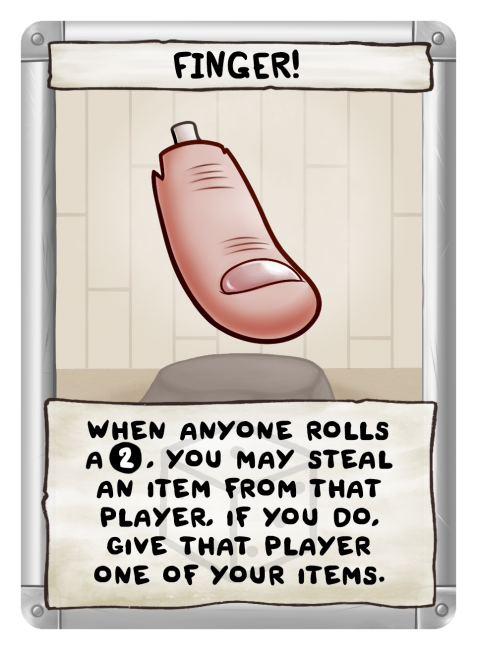 FINGER!
WHEN ANYONE ROLLS
A 2, YOU MAY STEAL
AN ITEM FROM THAT
PLAYER. IF YOU DO,
GIVE THAT PLAYER
ONE OF YOUR ITEMS.